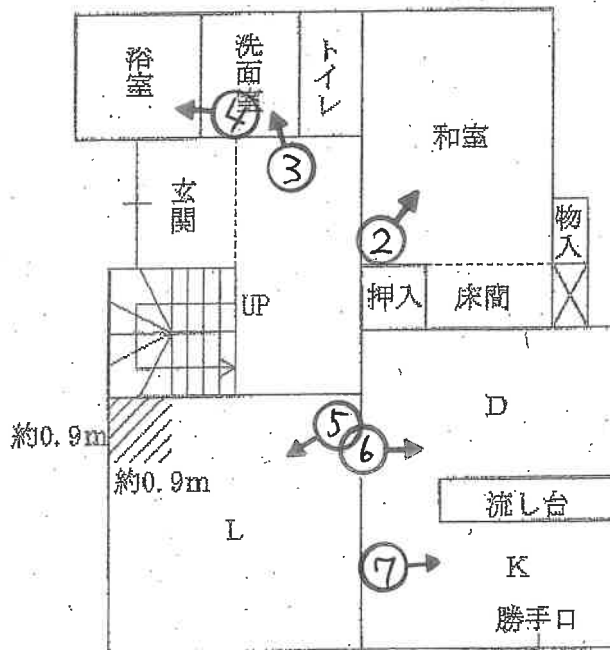 浴室
洗面室
トイレ
和室
④
③
玄関
②
物入
押入
床間
UP
D
⑤
⑥
約0.9m
約0.9m
流し台
L
⑦
K
勝手口